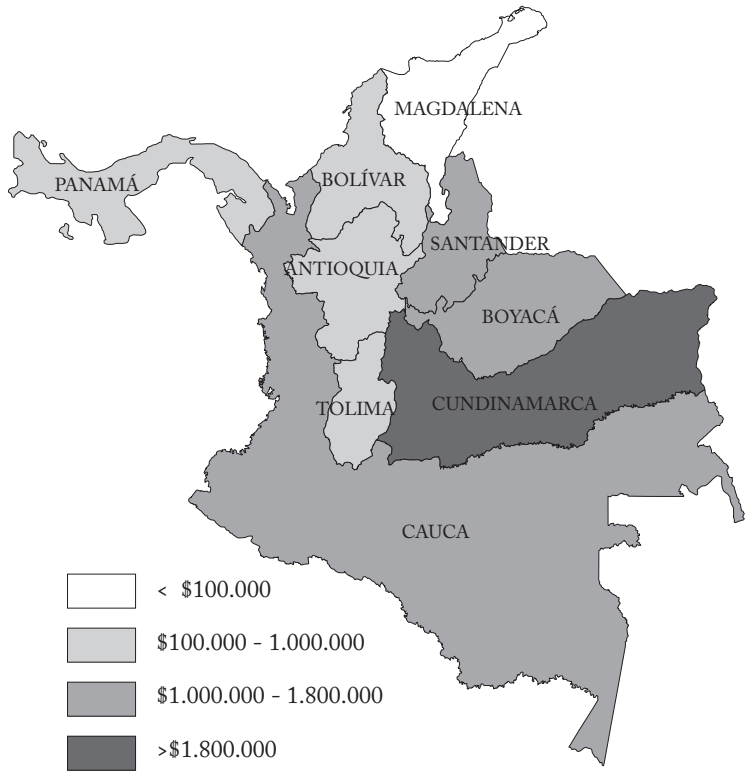 MAGDALENA
PANAMÁ
BOLÍVAR
SANTANDER
ANTIOQUIA
BOYACÁ
TOLIMA
CUNDINAMARCA
CAUCA
< $100.000
$100.000 - 1.000.000
$1.000.000 - 1.800.000
>$1.800.000